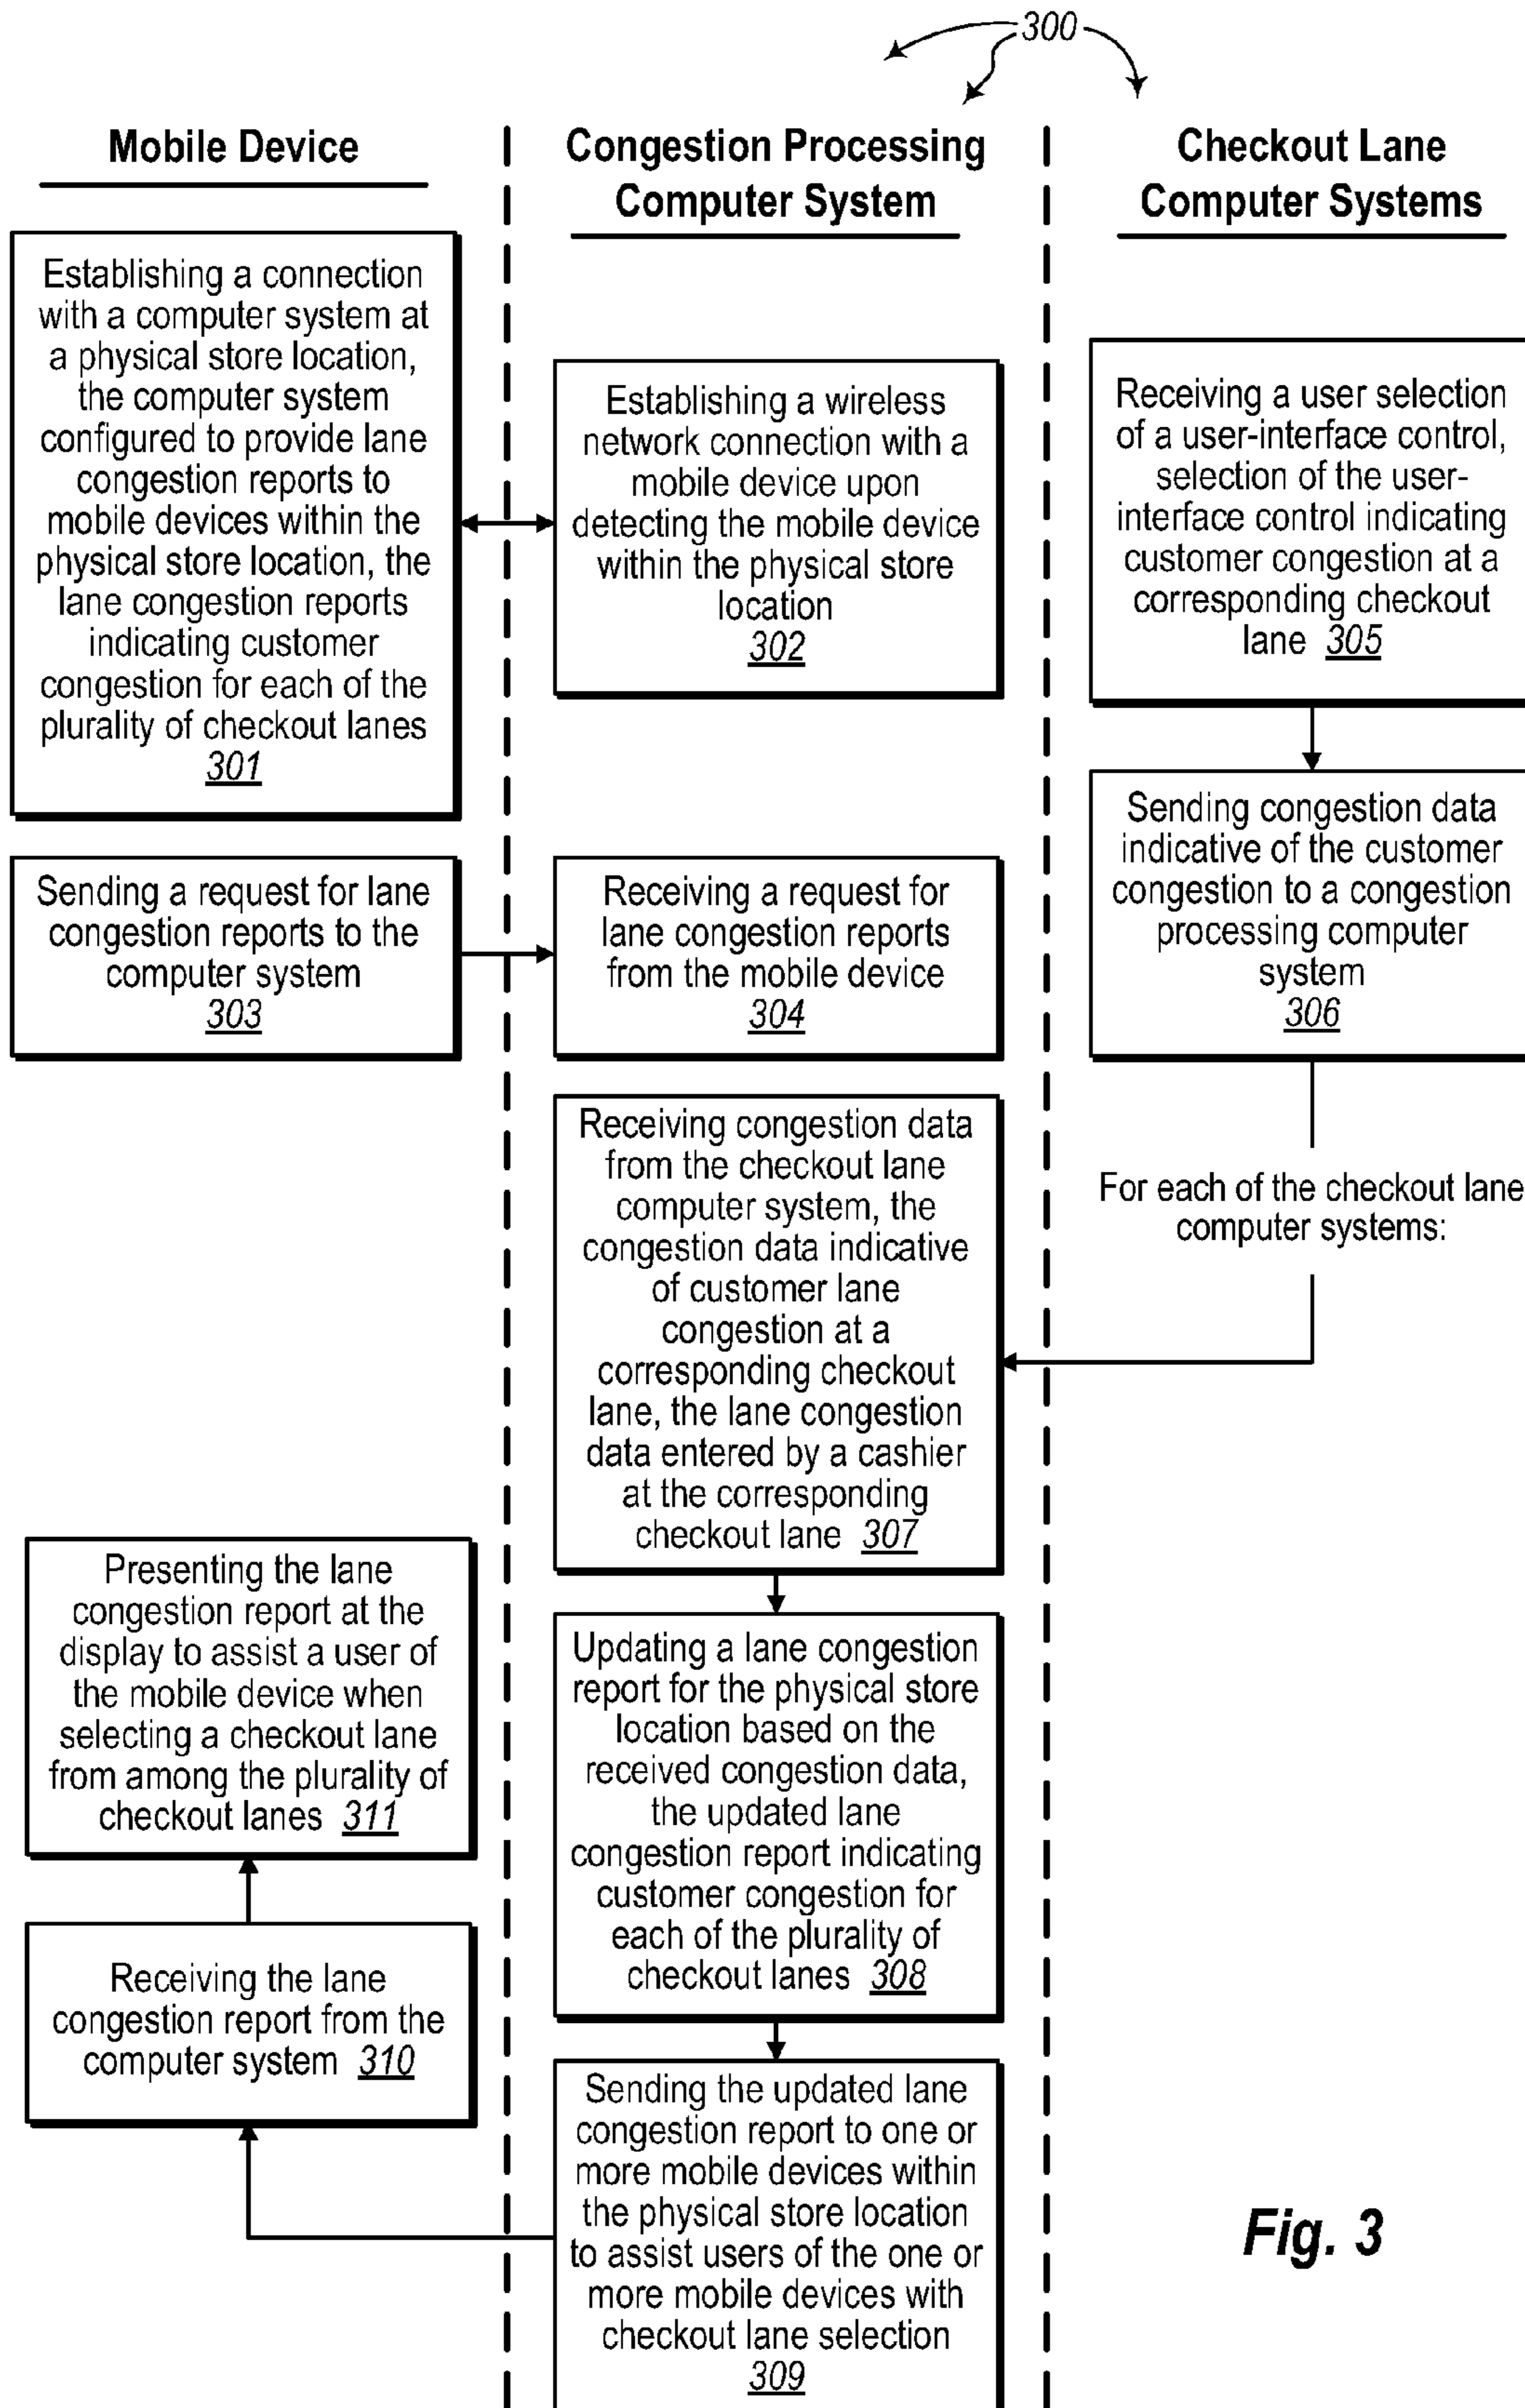 300
Mobile Device
Congestion Processing
Computer System
Checkout Lane
Computer Systems
Establishing a connection
with a computer system at
a physical store location,
the computer system
configured to provide lane
congestion reports to
mobile devices within the
physical store location, the
lane congestion reports
indicating customer
congestion for each of the
plurality of checkout lanes
301
Establishing a wireless
network connection with a
mobile device upon
detecting the mobile device
within the physical store
location
302
Receiving a user selection
of a user-interface control,
selection of the user-
interface control indicating
customer congestion at a
corresponding checkout
lane 305
Sending a request for lane
congestion reports to the
computer system
303
Receiving a request for
lane congestion reports
from the mobile device
304
Sending congestion data
indicative of the customer
congestion to a congestion
processing computer
system
306
For each of the checkout lane
computer systems:
Receiving congestion data
from the checkout lane
computer system, the
congestion data indicative
of customer lane
congestion at a
corresponding checkout
lane, the lane congestion
data entered by a cashier
at the corresponding
checkout lane 307
Updating a lane congestion
report for the physical store
location based on the
received congestion data,
the updated lane
congestion report indicating
customer congestion for
each of the plurality of
checkout lanes 308
Sending the updated lane
congestion report to one or
more mobile devices within
the physical store location
to assist users of the one or
more mobile devices with
checkout lane selection
309
Presenting the lane
congestion report at the
display to assist a user of
the mobile device when
selecting a checkout lane
from among the plurality of
checkout lanes 311
Receiving the lane
congestion report from the
computer system 310
Fig. 3